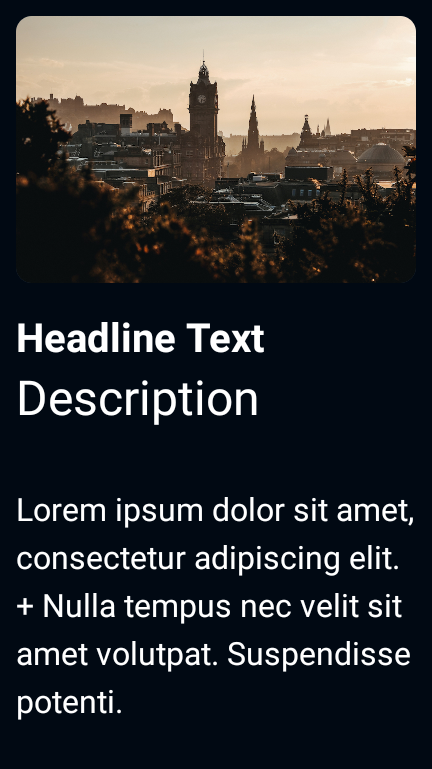 Headline Text
Description
Lorem ipsum dolor sit amet,
consectetur adipiscing elit.
+ Nulla tempus nec velit sit
amet volutpat. Suspendisse
potenti.